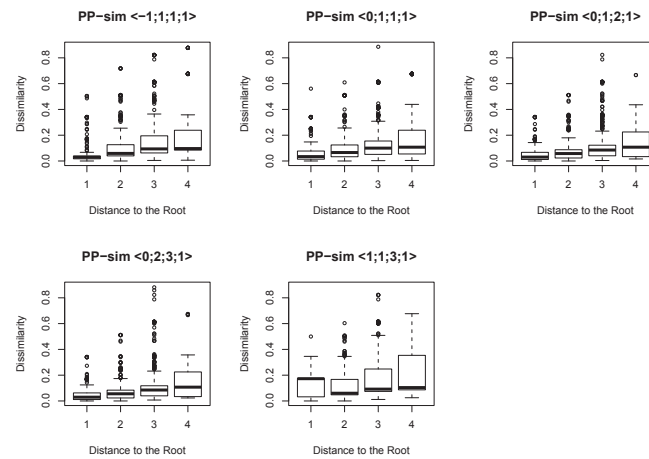 PP−sim <−1;1;1;1>
Dissimilarity
0.0 0.2 0.4 0.6 0.8
1 2 3 4
Distance to the Root
PP−sim <0;1;1;1>
Dissimilarity
0.0 0.2 0.4 0.6 0.8
1 2 3 4
Distance to the Root
PP−sim <0;1;2;1>
Dissimilarity
0.0 0.2 0.4 0.6 0.8
1 2 3 4
Distance to the Root
PP−sim <0;2;3;1>
Dissimilarity
0.0 0.2 0.4 0.6 0.8
1 2 3 4
Distance to the Root
PP−sim <1;1;3;1>
Dissimilarity
0.0 0.2 0.4 0.6 0.8
1 2 3 4
Distance to the Root